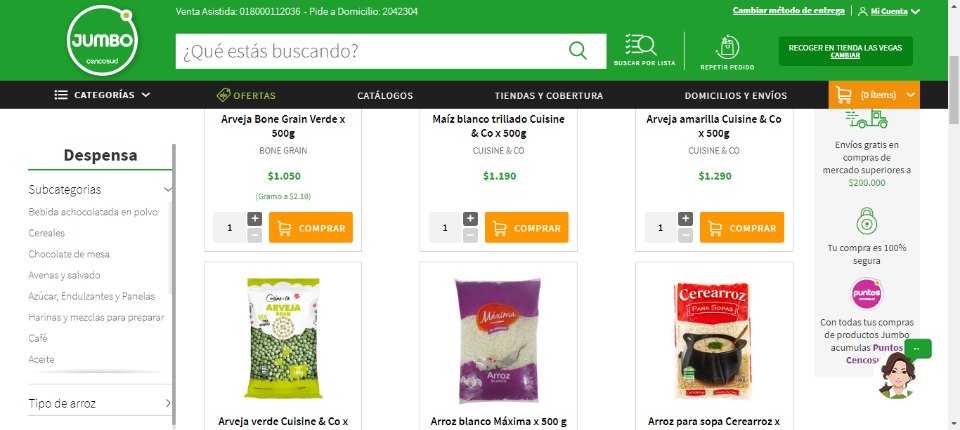 Venta Asistida: 018000112036 - Pide a Domicilio: 2042304
Cambiar método de entrega
Mi Cuenta
JUMBO
cencosud
¿Qué estás buscando?
BUSCAR POR LISTA
REPETIR PEDIDO
RECOGER EN TIENDA LAS VEGAS
CAMBIAR
CATEGORÍAS
OFERTAS
CATÁLOGOS
TIENDAS Y COBERTURA
DOMICILIOS Y ENVÍOS
(0 ítems)
Despensa
Subcategorias
Bebida achocolatada en polvo
Cereales
Chocolate de mesa
Avenas y salvado
Azúcar, Endulzantes y Panelas
Harinas y mezclas para preparar
Café
Aceite
Tipo de arroz
Arveja Bone Grain Verde x
500g
BONE GRAIN
$1.050
(Gramo a $2.10)
1
+
−
COMPRAR
Maíz blanco trillado Cuisine
& Co x 500g
CUISINE & CO
$1.190
1
+
−
COMPRAR
Arveja amarilla Cuisine & Co
x 500g
CUISINE & CO
$1.290
1
+
−
COMPRAR
ARVEJA
Arveja verde Cuisine & Co x
Máxima
Arroz
Arroz blanco Máxima x 500 g
Cerearroz
PARA SOPAS
Arroz para sopa Cerearroz x
Envíos gratis en
compras de
mercado superiores a
$200.000
Tu compra es 100%
segura
puntos
cencosud
Con todas tus compras
de productos Jumbo
acumulas Puntos